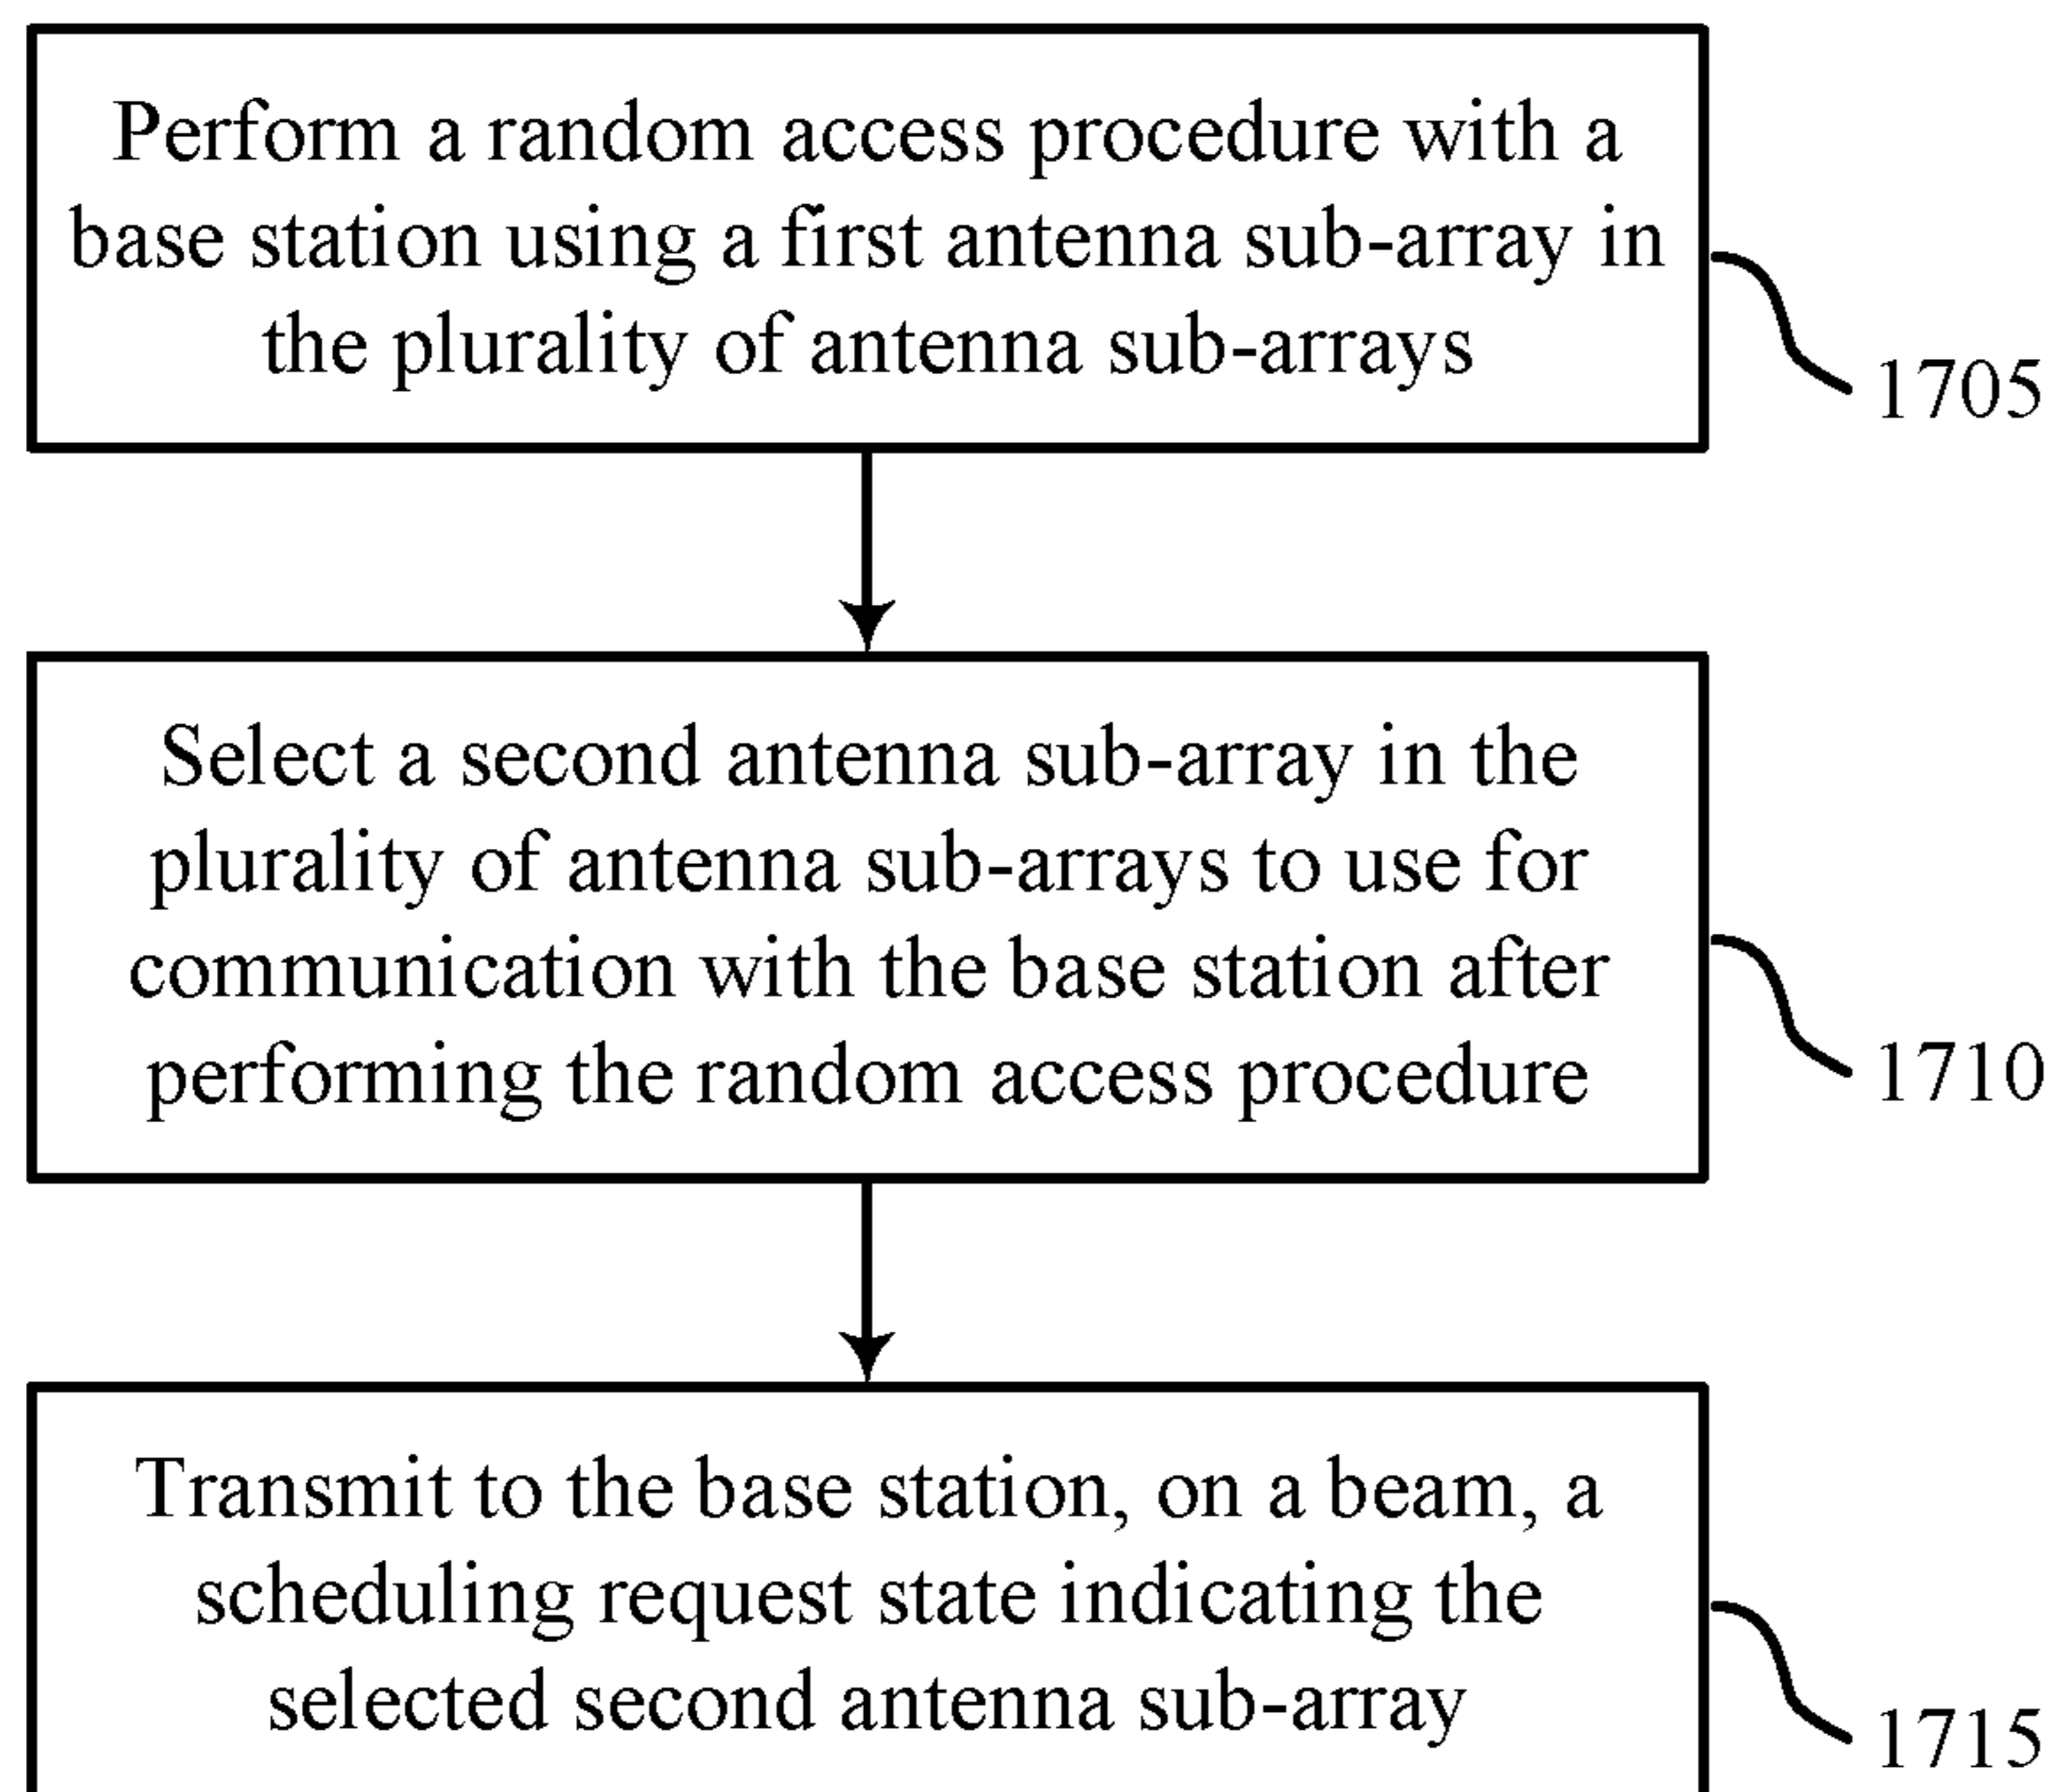 Perform a random access procedure with a
base station using a first antenna sub-array in
the plurality of antenna sub-arrays
1705
Select a second antenna sub-array in the
plurality of antenna sub-arrays to use for
communication with the base station after
performing the random access procedure
1710
Transmit to the base station, on a beam, a
scheduling request state indicating the
selected second antenna sub-array
1715